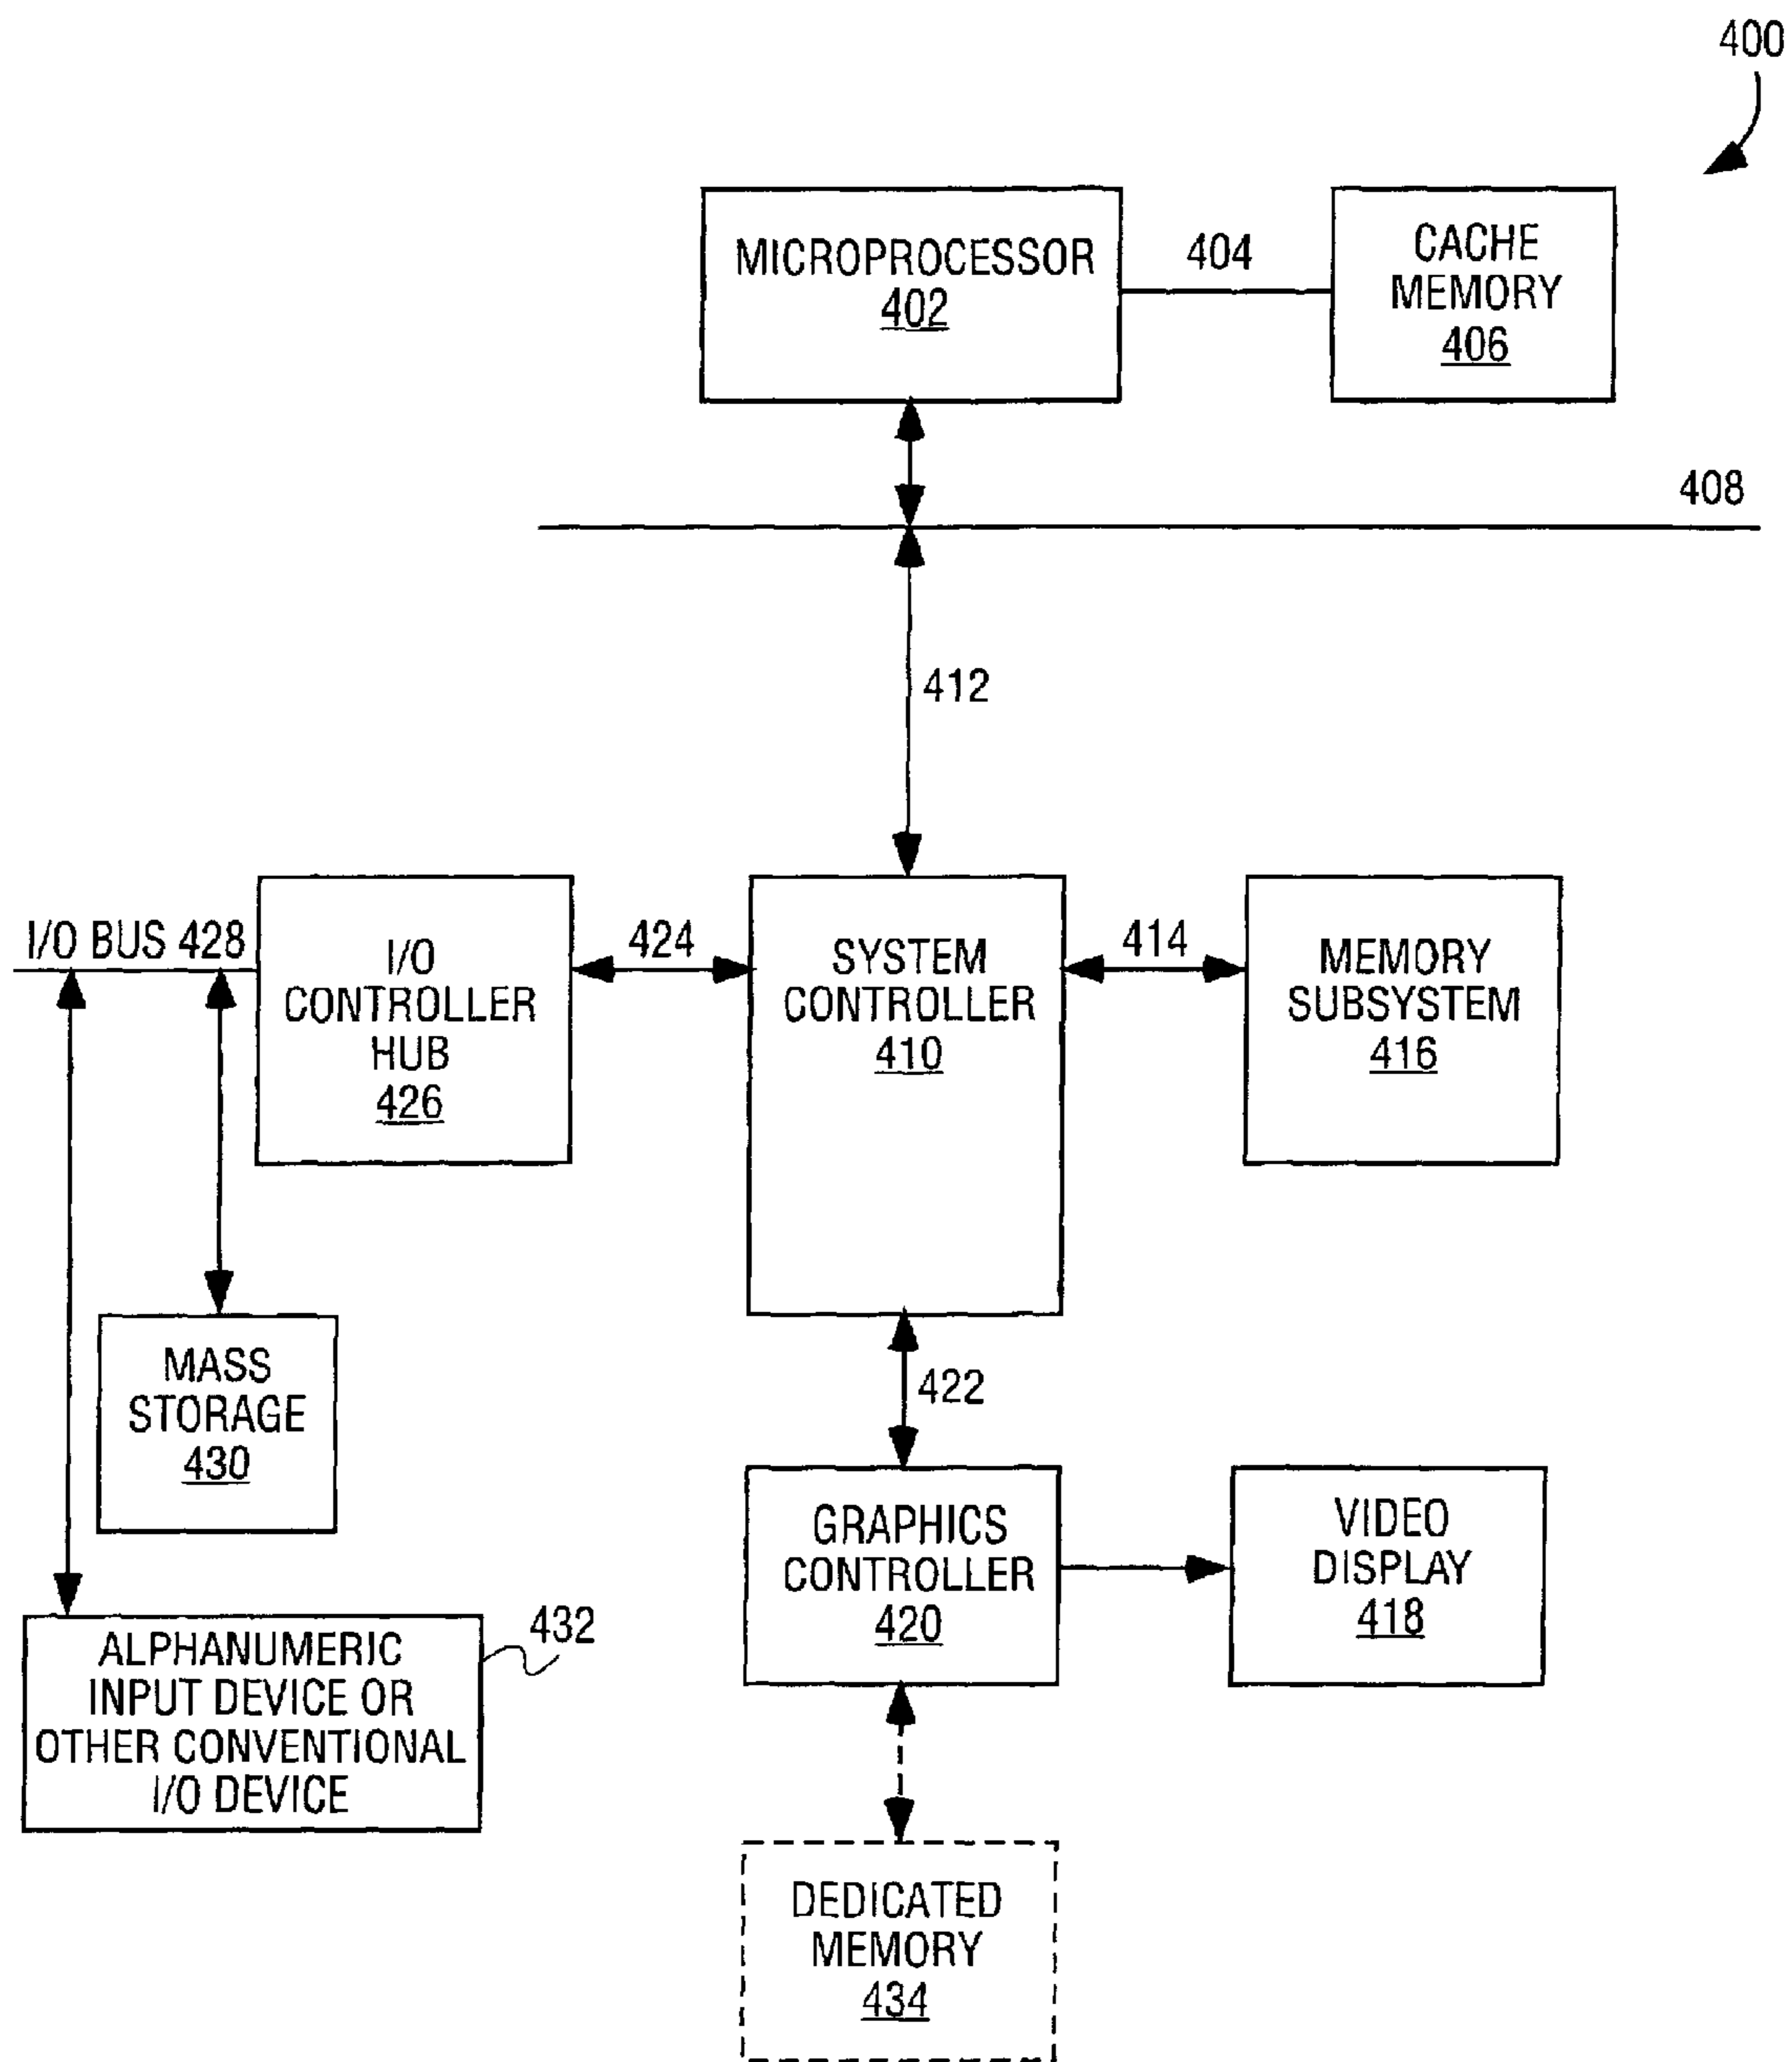 400
MICROPROCESSOR
402
404
CACHE
MEMORY
406
408
412
I/O BUS 428
I/O
CONTROLLER
HUB
426
424
SYSTEM
CONTROLLER
410
414
MEMORY
SUBSYSTEM
416
MASS
STORAGE
430
422
GRAPHICS
CONTROLLER
420
VIDEO
DISPLAY
418
ALPHANUMERIC
INPUT DEVICE OR
OTHER CONVENTIONAL
I/O DEVICE
432
DEDICATED
MEMORY
434